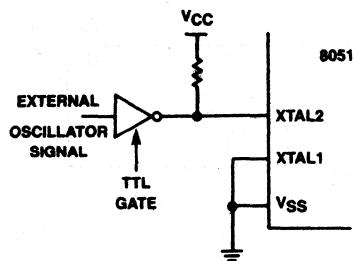 VCC
8051
EXTERNAL
OSCILLATOR
SIGNAL
TTL
GATE
XTAL2
XTAL1
VSS